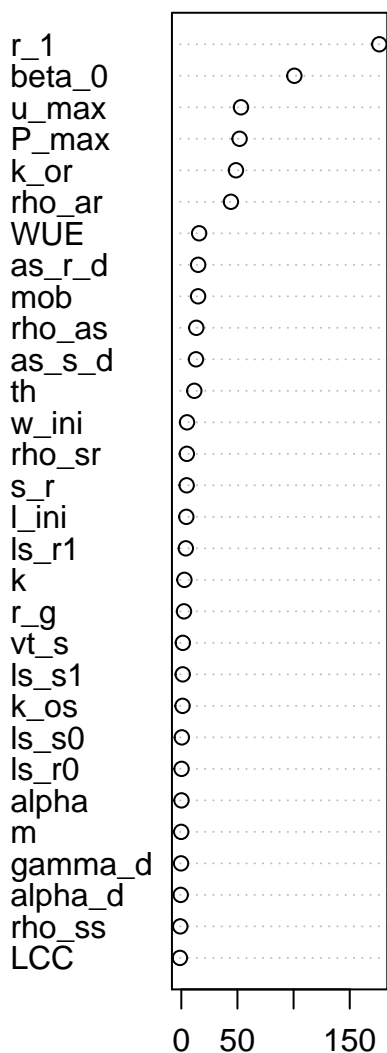 r_1
beta_0
u_max
P_max
k_or
rho_ar
WUE
as_r_d
mob
rho_as
as_s_d
th
w_ini
rho_sr
s_r
l_ini
ls_r1
k
r_g
vt_s
ls_s1
k_os
ls_s0
ls_r0
alpha
m
gamma_d
alpha_d
rho_ss
LCC
0 50 150